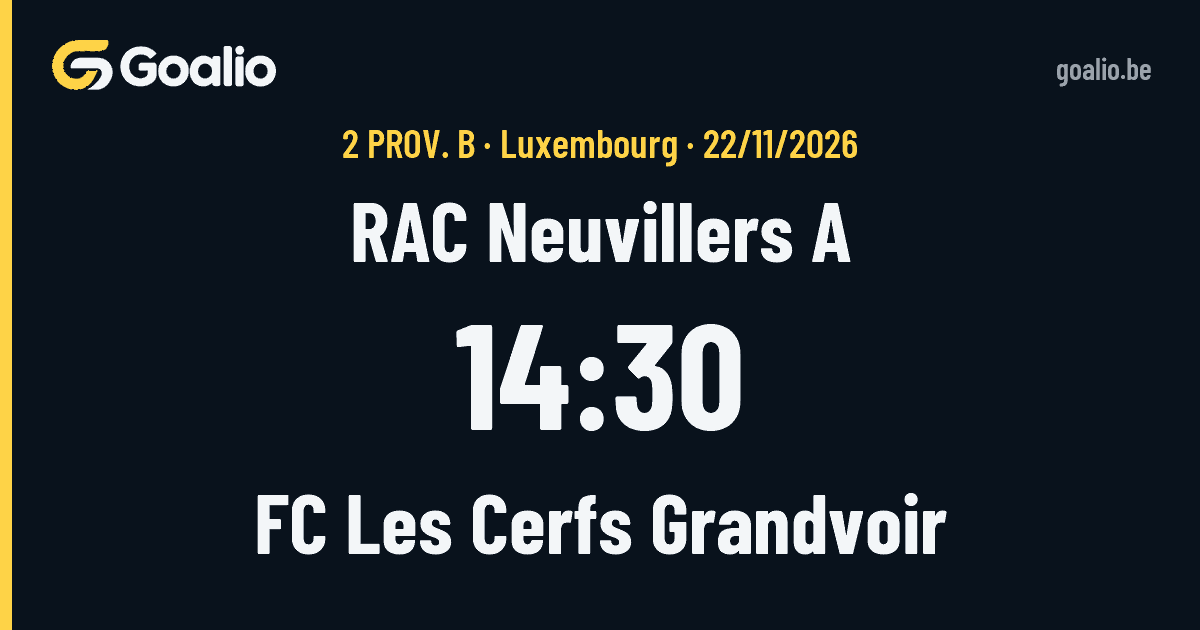 Goalio
goalio.be
2 PROV. B · Luxembourg · 22/11/2026
RAC Neuvillers A
14:30
FC Les Cerfs Grandvoir